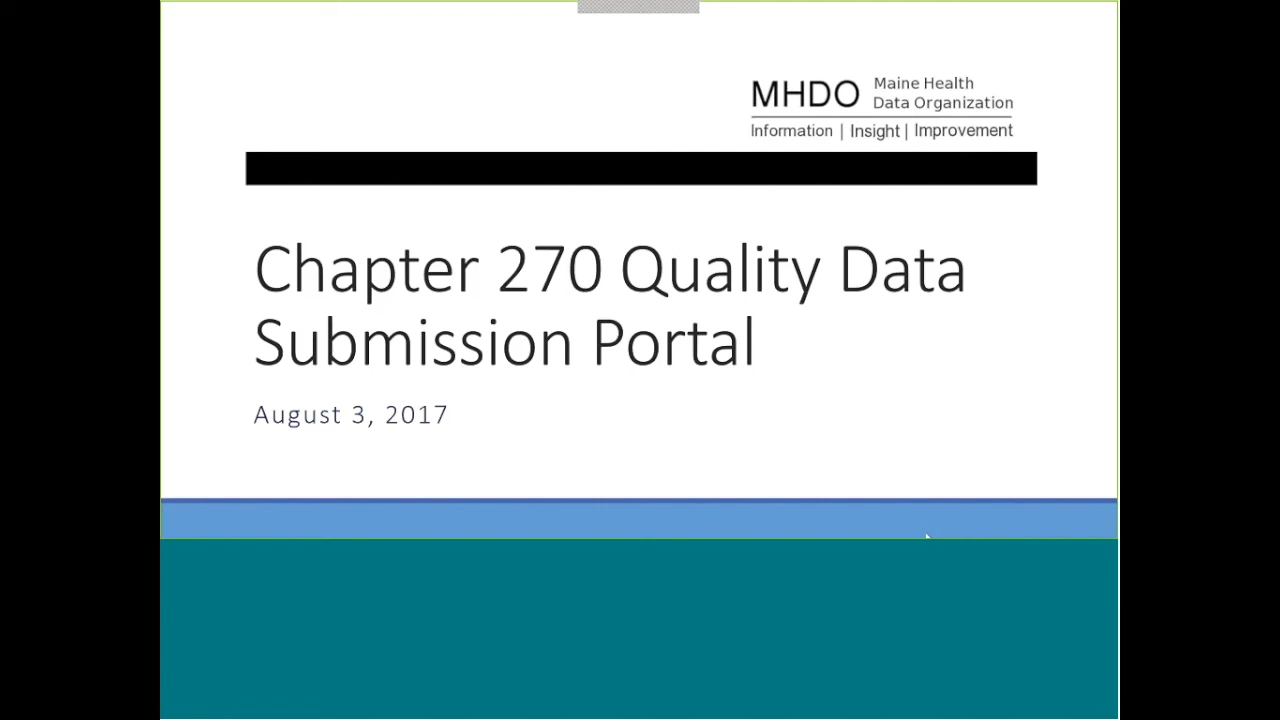 MHDO Maine Health
Data Organization
Information | Insight | Improvement
Chapter 270 Quality Data
Submission Portal
August 3, 2017